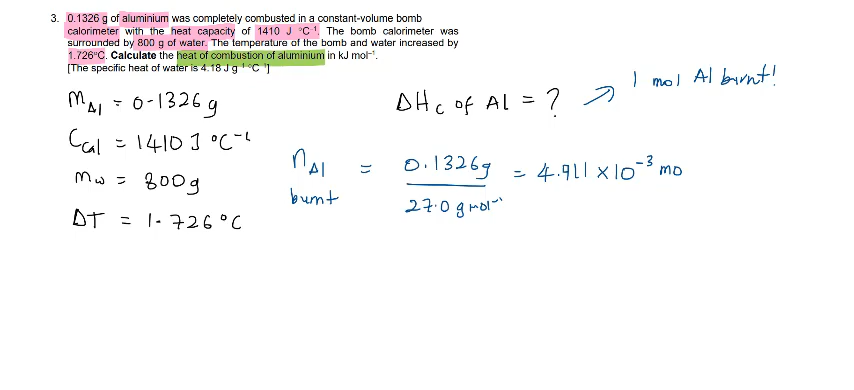 3. 0.1326 g of aluminium was completely combusted in a constant-volume bomb
calorimeter with the heat capacity of 1410 J °C⁻¹. The bomb calorimeter was
surrounded by 800 g of water. The temperature of the bomb and water increased by
1.726°C. Calculate the heat of combustion of aluminium in kJ mol⁻¹.
[The specific heat of water is 4.18 J g⁻¹ °C⁻¹]
m_Al = 0.1326 g
ΔHc of Al = ? → 1 mol Al burnt!
C_cal = 1410 J °C⁻¹
n_Al burnt = 0.1326g / 27.0 g mol⁻¹ = 4.911 × 10⁻³ mo
m_w = 800g
ΔT = 1.726 °C